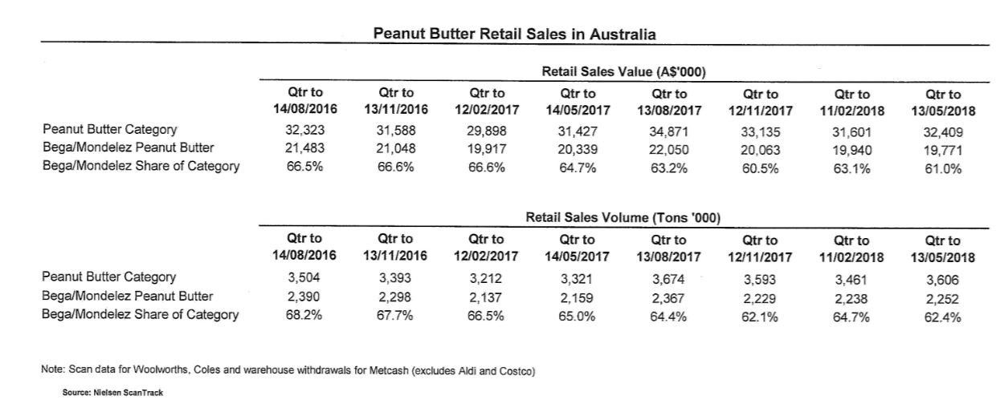 Peanut Butter Retail Sales in Australia
Retail Sales Value (A$'000)
Qtr to Qtr to Qtr to Qtr to Qtr to Qtr to Qtr to Qtr to
14/08/2016 13/11/2016 12/02/2017 14/05/2017 13/08/2017 12/11/2017 11/02/2018 13/05/2018
Peanut Butter Category 32,323 31,588 29,898 31,427 34,871 33,135 31,601 32,409
Bega/Mondelez Peanut Butter 21,483 21,048 19,917 20,339 22,050 20,063 19,940 19,771
Bega/Mondelez Share of Category 66.5% 66.6% 66.6% 64.7% 63.2% 60.5% 63.1% 61.0%
Retail Sales Volume (Tons '000)
Qtr to Qtr to Qtr to Qtr to Qtr to Qtr to Qtr to Qtr to
14/08/2016 13/11/2016 12/02/2017 14/05/2017 13/08/2017 12/11/2017 11/02/2018 13/05/2018
Peanut Butter Category 3,504 3,393 3,212 3,321 3,674 3,593 3,461 3,606
Bega/Mondelez Peanut Butter 2,390 2,298 2,137 2,159 2,367 2,229 2,238 2,252
Bega/Mondelez Share of Category 68.2% 67.7% 66.5% 65.0% 64.4% 62.1% 64.7% 62.4%
Note: Scan data for Woolworths, Coles and warehouse withdrawals for Metcash (excludes Aldi and Costco)
Source: Nielsen ScanTrack